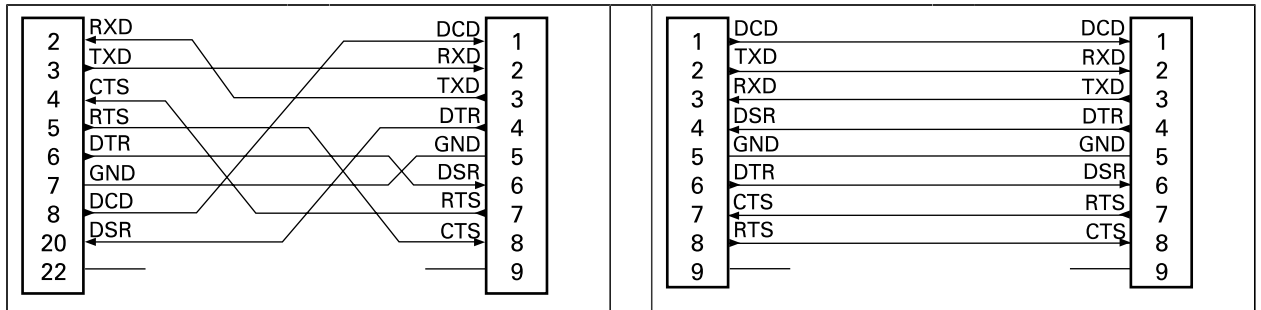 2 RXD DCD 1
3 TXD RXD 2
4 CTS TXD 3
5 RTS DTR 4
6 DTR GND 5
7 GND DSR 6
8 DCD RTS 7
20 DSR CTS 8
22 9
1 DCD DCD 1
2 TXD RXD 2
3 RXD TXD 3
4 DSR DTR 4
5 GND GND 5
6 DTR DSR 6
7 CTS RTS 7
8 RTS CTS 8
9 9